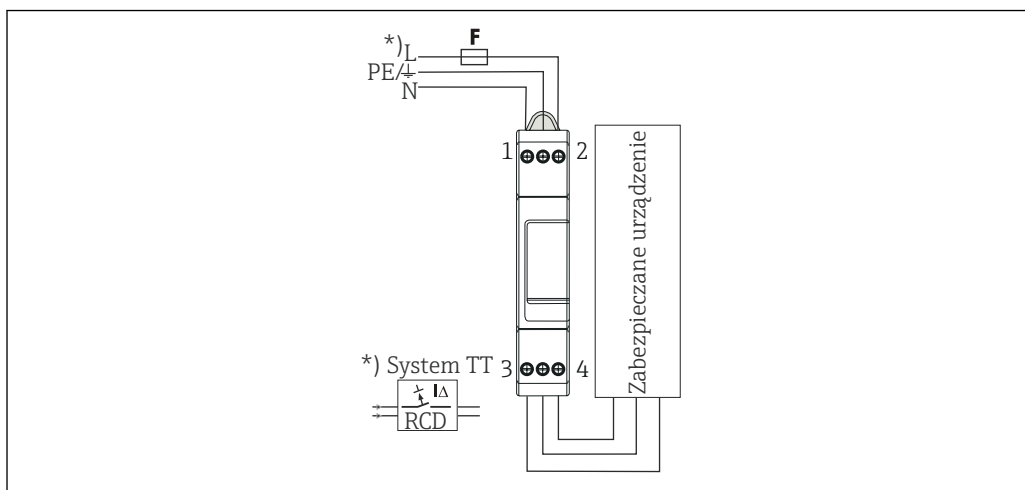 F
*)L
PE/⏚
N
1
2
Zabezpieczane urządzenie
*) System TT
3
4
IΔ
RCD